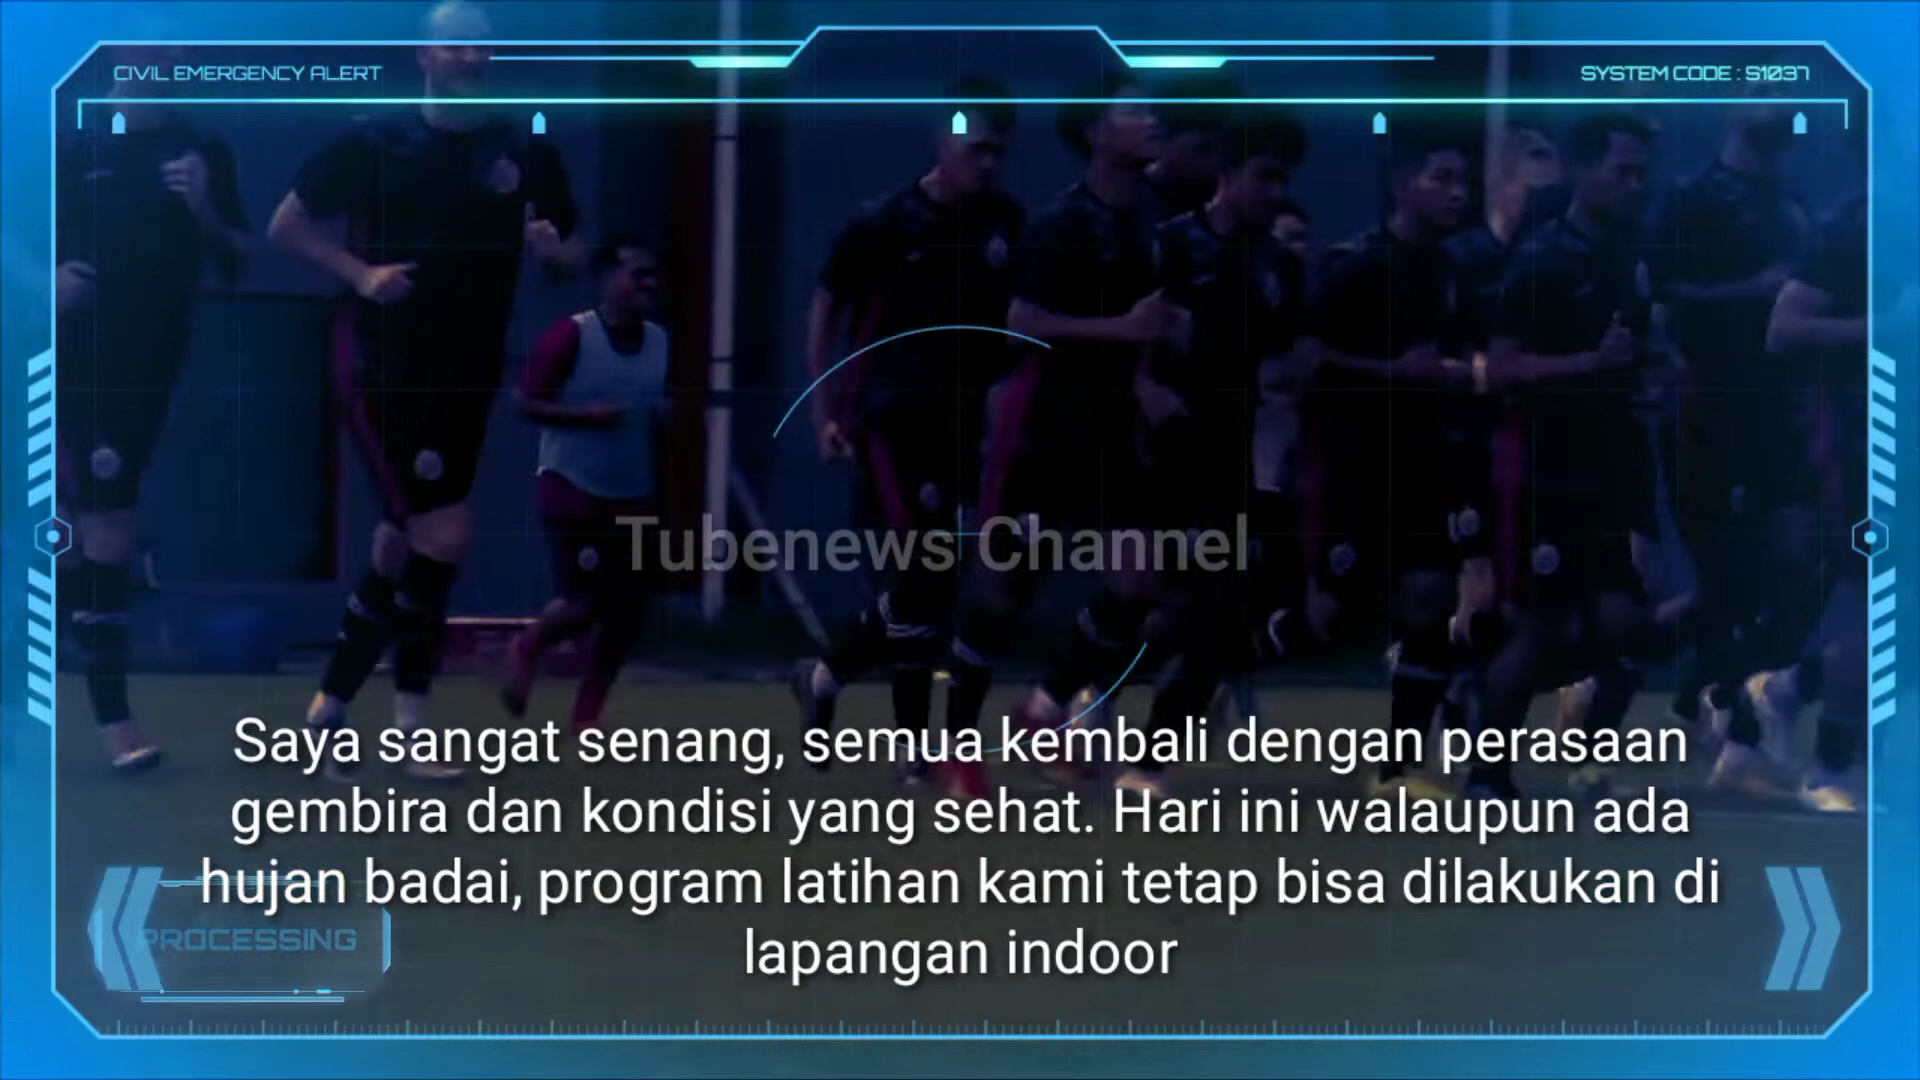 CIVIL EMERGENCY ALERT
SYSTEM CODE : S1037
Tubenews Channel
Saya sangat senang, semua kembali dengan perasaan
gembira dan kondisi yang sehat. Hari ini walaupun ada
hujan badai, program latihan kami tetap bisa dilakukan di
lapangan indoor
PROCESSING